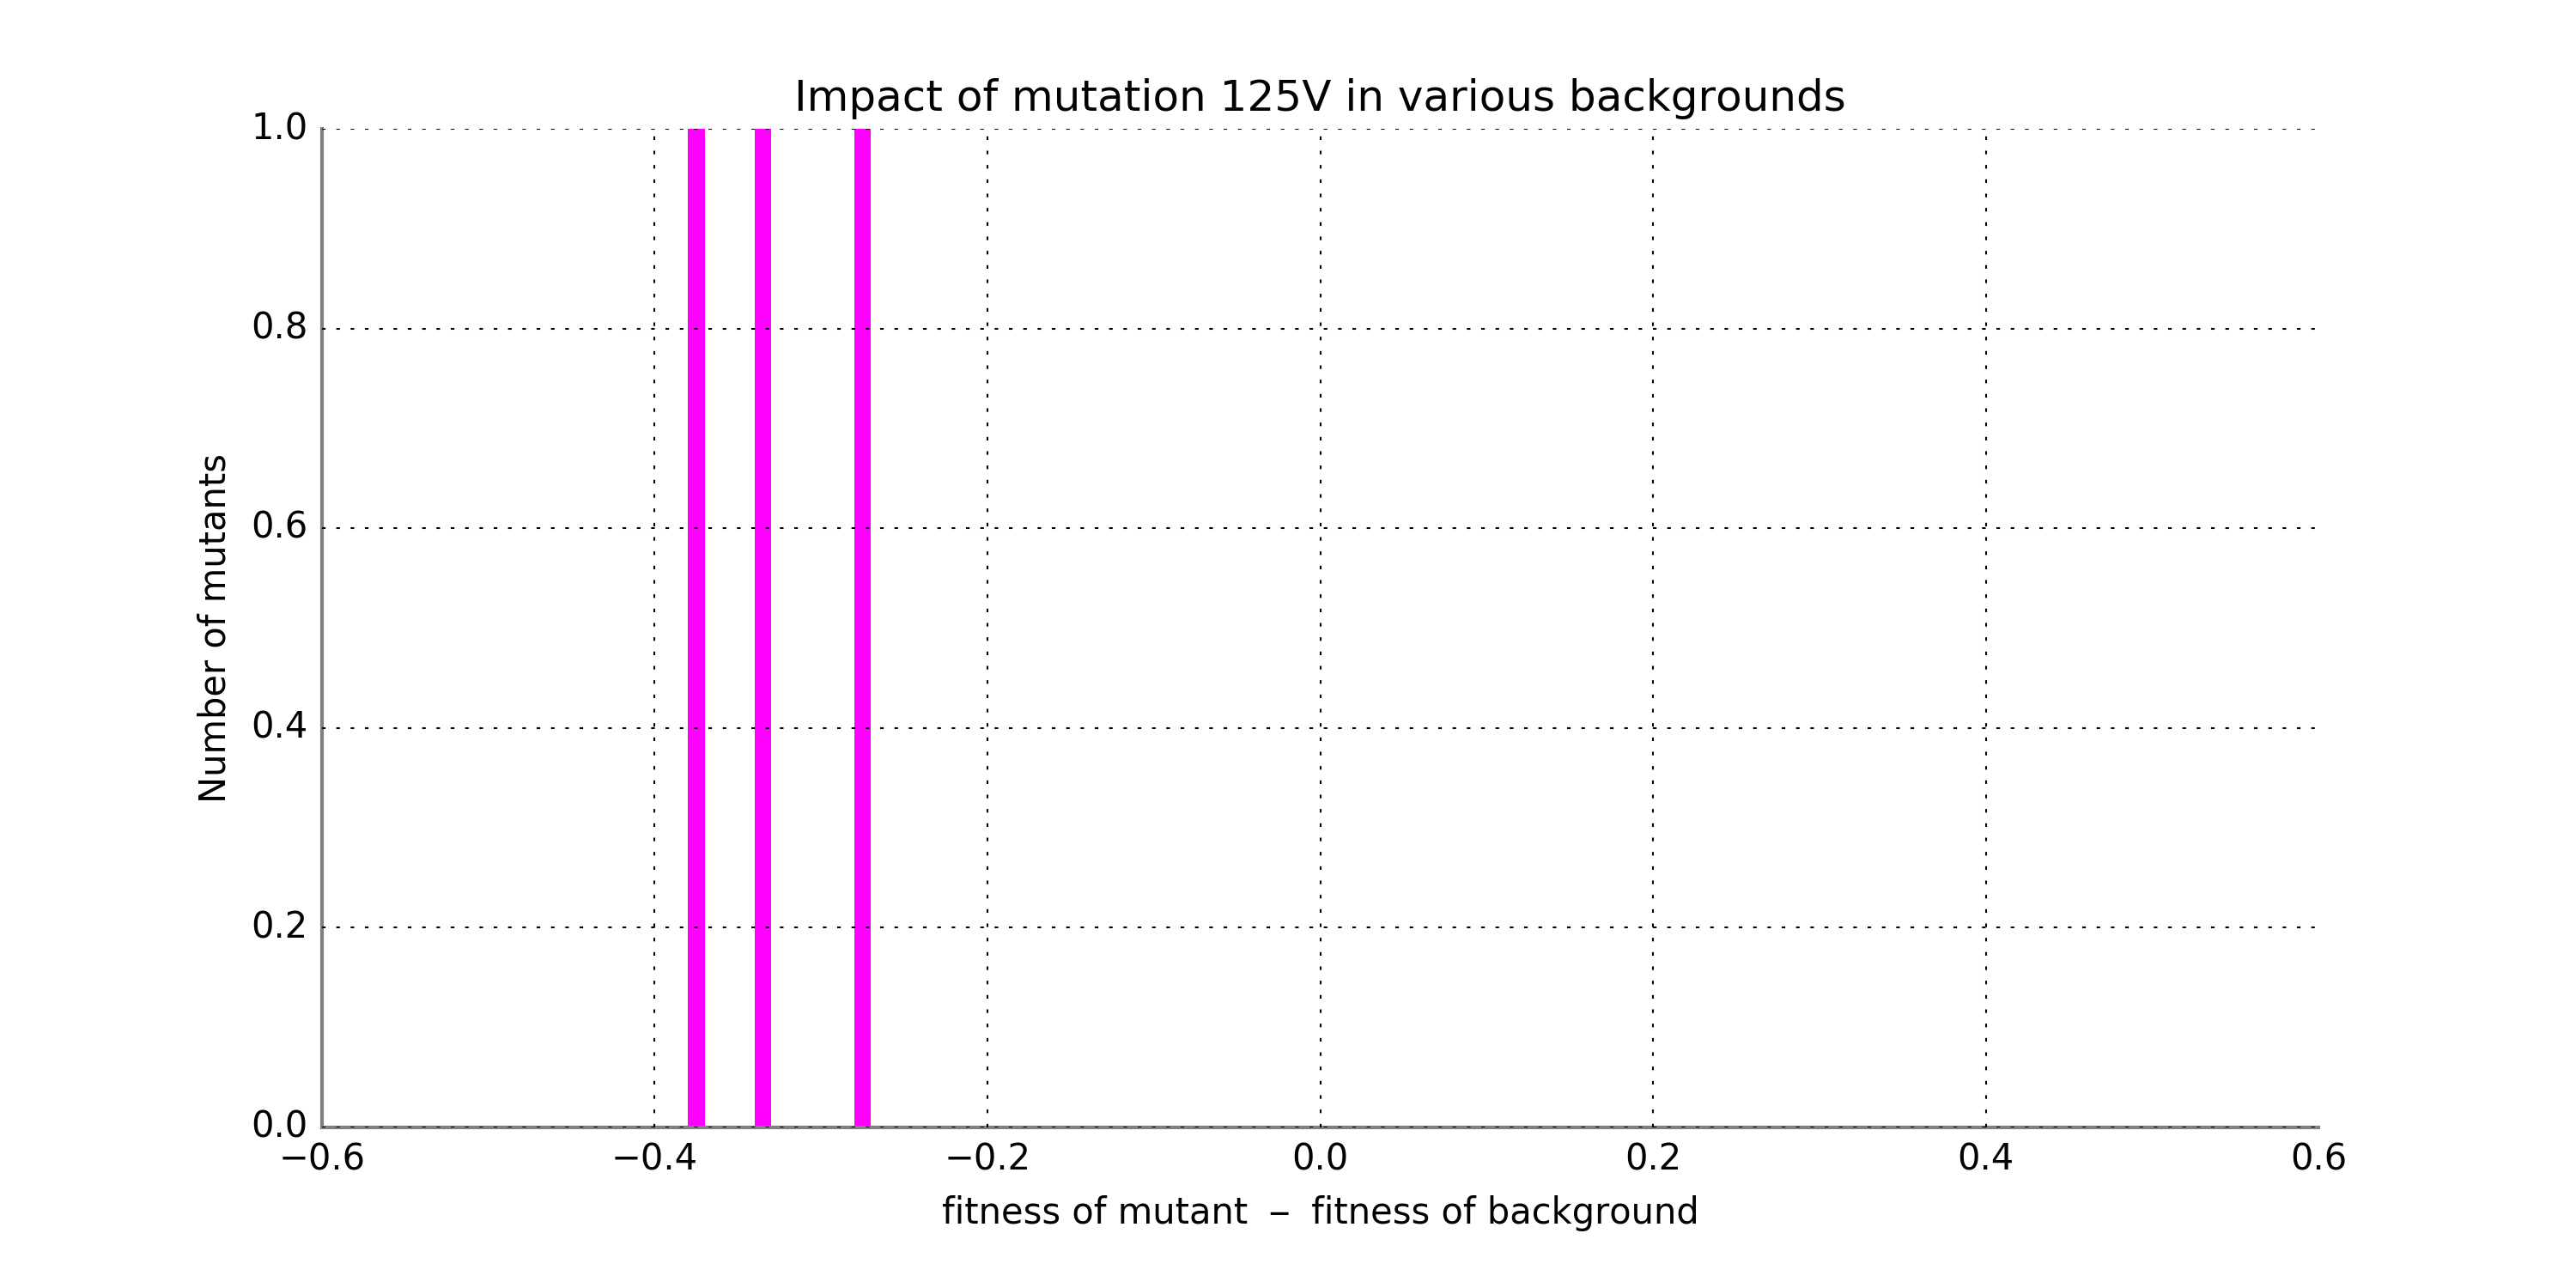 Impact of mutation 125V in various backgrounds
1.0
0.8
0.6
0.4
0.2
0.0
Number of mutants
−0.6 −0.4 −0.2 0.0 0.2 0.4 0.6
fitness of mutant − fitness of background